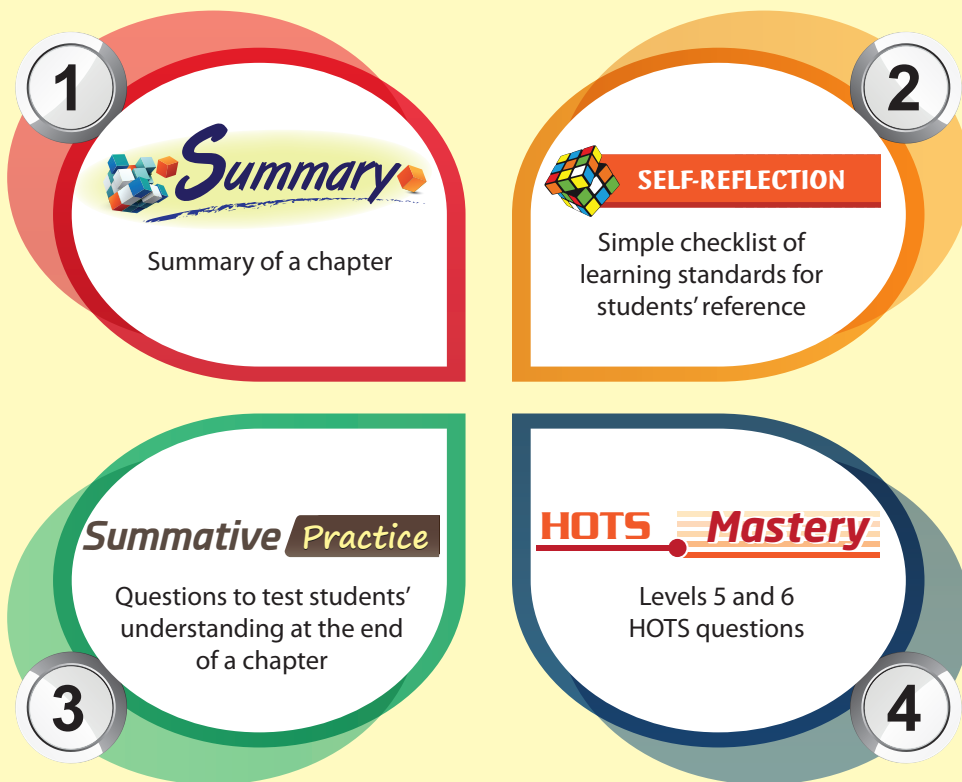 1
Summary
Summary of a chapter
2
SELF-REFLECTION
Simple checklist of
learning standards for
students’ reference
3
Summative Practice
Questions to test students’
understanding at the end
of a chapter
4
HOTS Mastery
Levels 5 and 6
HOTS questions